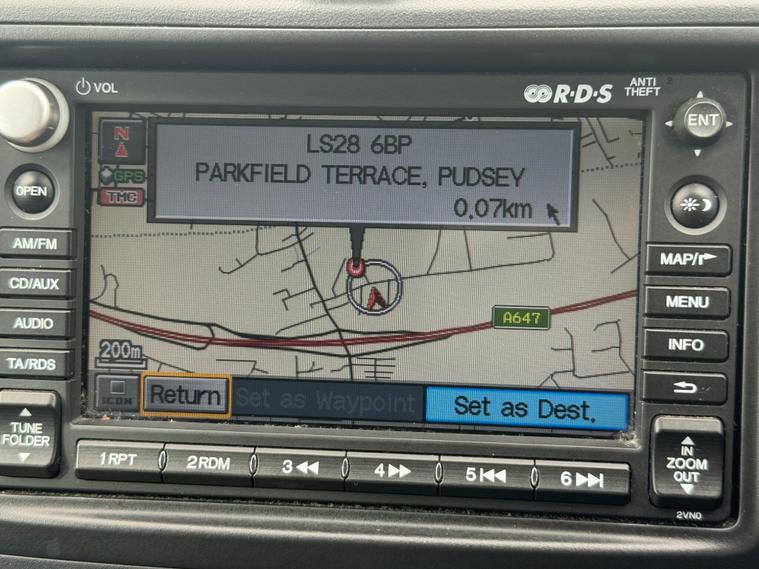 VOL
R·D·S
ANTI THEFT
ENT
OPEN
AM/FM
CD/AUX
AUDIO
TA/RDS
TUNE
FOLDER
N
GPS
TMC
LS28 6BP
PARKFIELD TERRACE, PUDSEY
0.07km
A647
200m
ICON
Return
Set as Waypoint
Set as Dest.
MAP/
MENU
INFO
IN
ZOOM
OUT
1RPT
2RDM
3
4
5
6
2VN0